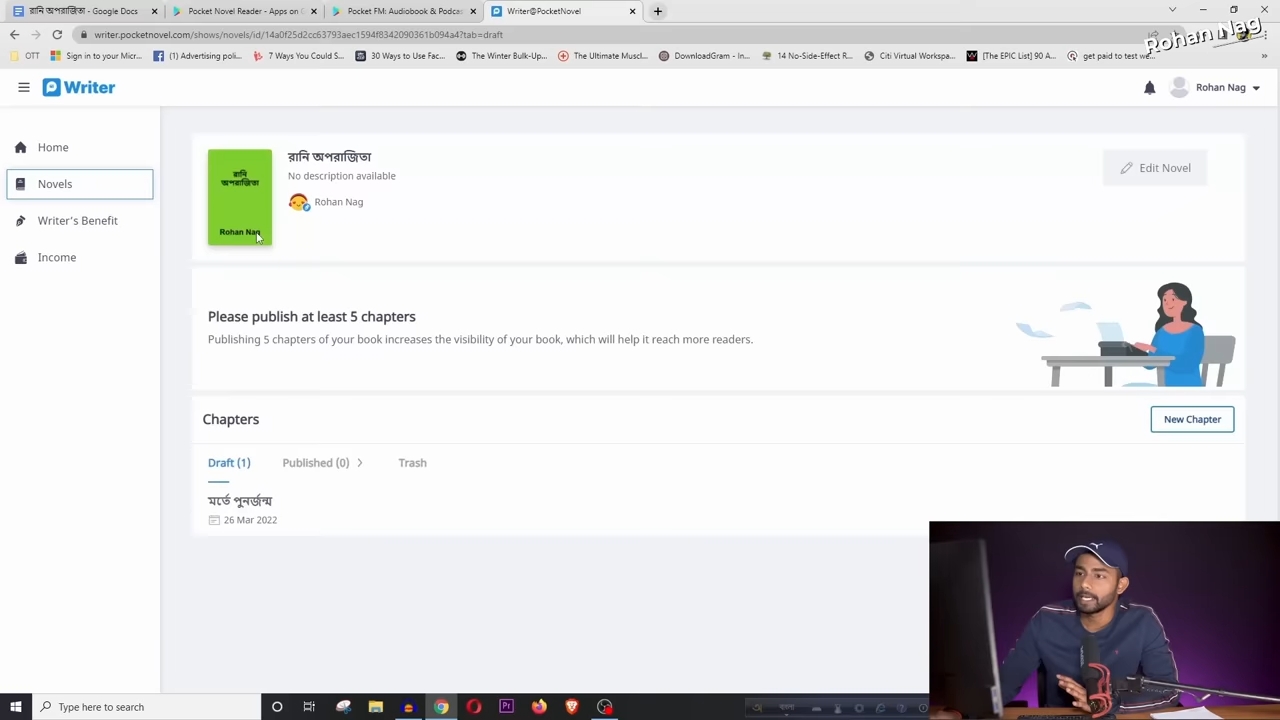 রানি অপরাজিতা - Google Docs
Pocket Novel Reader - Apps on G
Pocket FM: Audiobook & Podcas
Writer@PocketNovel
writer.pocketnovel.com/shows/novels/id/14a0f25d2cc63793aec1594f8342090361b094a4?tab=draft
Rohan Nag
OTT
Sign in to your Micr...
(1) Advertising poli...
7 Ways You Could S...
30 Ways to Use Fac...
The Winter Bulk-Up...
The Ultimate Muscl...
DownloadGram - In...
14 No-Side-Effect R...
Citi Virtual Workspa...
[The EPIC List] 90 A...
get paid to test we...
Writer
Rohan Nag
Home
Novels
Writer's Benefit
Income
রানি
অপরাজিতা
Rohan Nag
রানি অপরাজিতা
No description available
Rohan Nag
Edit Novel
Please publish at least 5 chapters
Publishing 5 chapters of your book increases the visibility of your book, which will help it reach more readers.
Chapters
New Chapter
Draft (1)
Published (0)
Trash
মর্তে পুনর্জন্ম
26 Mar 2022
Type here to search